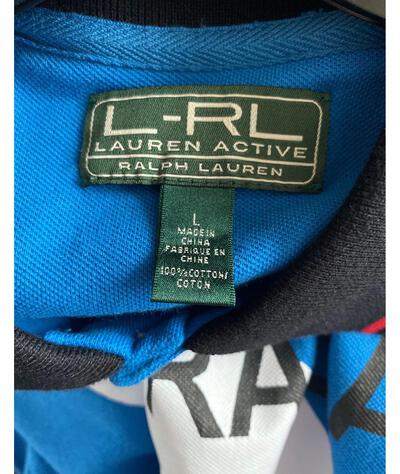 L-RL
LAUREN ACTIVE
RALPH LAUREN
L
MADE IN
CHINA
FABRIQUE EN
CHINE
100% COTTON/
COTON
RA